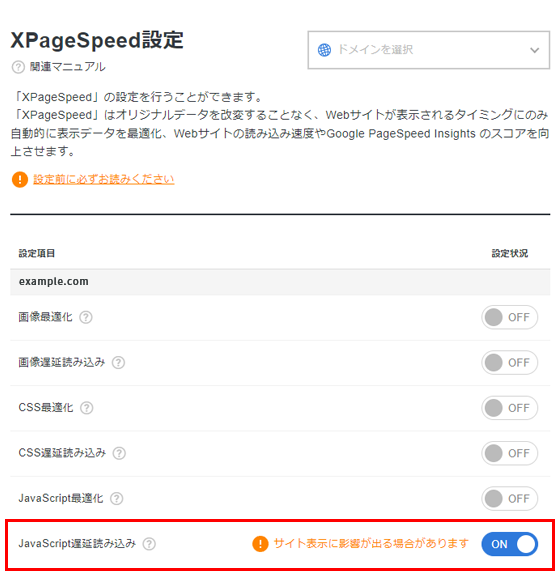 XPageSpeed設定
ドメインを選択
? 関連マニュアル
「XPageSpeed」の設定を行うことができます。
「XPageSpeed」はオリジナルデータを改変することなく、Webサイトが表示されるタイミングにのみ
自動的に表示データを最適化、Webサイトの読み込み速度やGoogle PageSpeed Insights のスコアを向
上させます。
! 設定前に必ずお読みください
設定項目 設定状況
example.com
画像最適化 ? OFF
画像遅延読み込み ? OFF
CSS最適化 ? OFF
CSS遅延読み込み ? OFF
JavaScript最適化 ? OFF
JavaScript遅延読み込み ? ! サイト表示に影響が出る場合があります ON